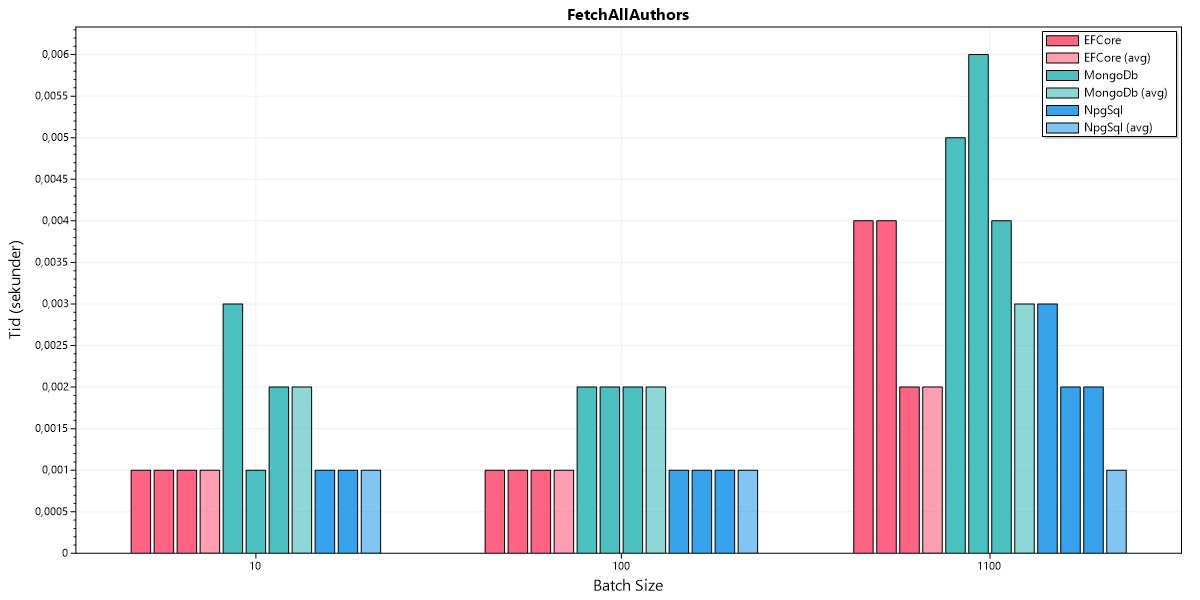 FetchAllAuthors
EFCore
EFCore (avg)
MongoDb
MongoDb (avg)
NpgSql
NpgSql (avg)
Tid (sekunder)
0,006
0,0055
0,005
0,0045
0,004
0,0035
0,003
0,0025
0,002
0,0015
0,001
0,0005
0
10 100 1100
Batch Size